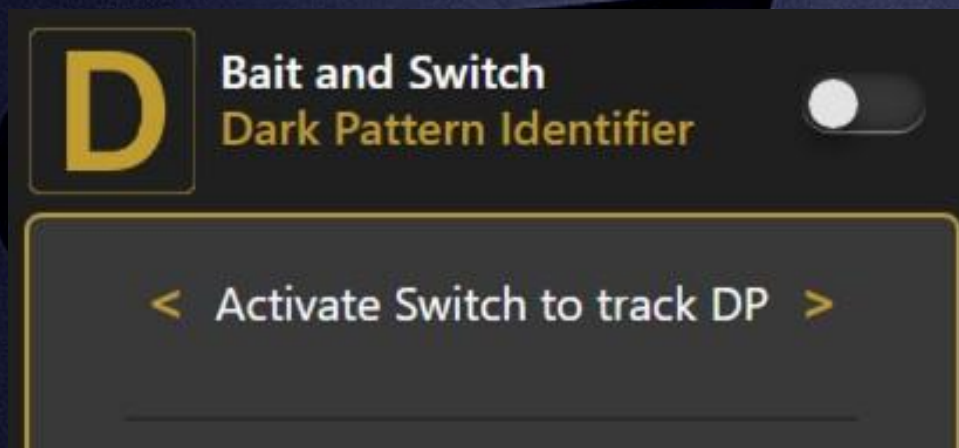 D
Bait and Switch
Dark Pattern Identifier
< Activate Switch to track DP >